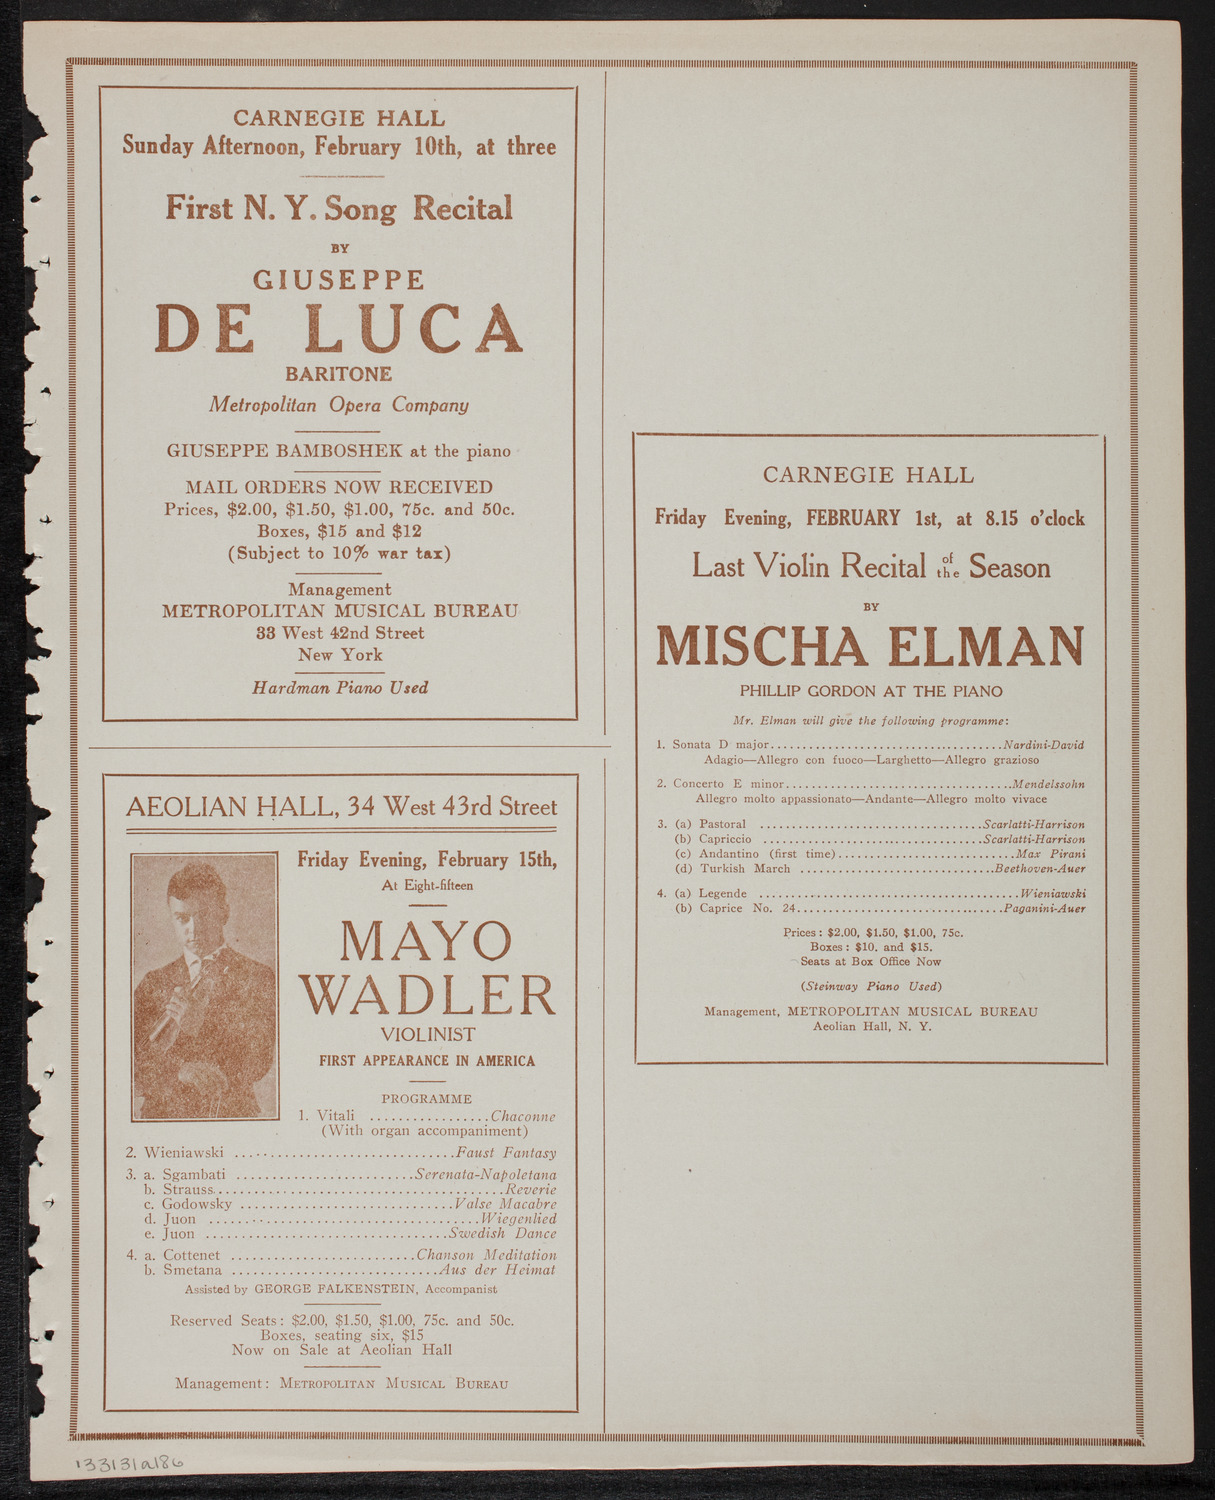 CARNEGIE HALL
Sunday Afternoon, February 10th, at three
First N. Y. Song Recital
BY
GIUSEPPE
DE LUCA
BARITONE
Metropolitan Opera Company
GIUSEPPE BAMBOSHEK at the piano
MAIL ORDERS NOW RECEIVED
Prices, $2.00, $1.50, $1.00, 75c. and 50c.
Boxes, $15 and $12
(Subject to 10% war tax)
Management
METROPOLITAN MUSICAL BUREAU
33 West 42nd Street
New York
Hardman Piano Used
AEOLIAN HALL, 34 West 43rd Street
Friday Evening, February 15th,
At Eight-fifteen
MAYO
WADLER
VIOLINIST
FIRST APPEARANCE IN AMERICA
PROGRAMME
1. Vitali ................Chaconne
(With organ accompaniment)
2. Wieniawski ..............................Faust Fantasy
3. a. Sgambati ........................Serenata-Napoletana
b. Strauss.......................................Reverie
c. Godowsky .............................Valse Macabre
d. Juon .....................................Wiegenlied
e. Juon .................................Swedish Dance
4. a. Cottenet .........................Chanson Meditation
b. Smetana ............................Aus der Heimat
Assisted by GEORGE FALKENSTEIN, Accompanist
Reserved Seats: $2.00, $1.50, $1.00, 75c. and 50c.
Boxes, seating six, $15
Now on Sale at Aeolian Hall
Management: METROPOLITAN MUSICAL BUREAU
CARNEGIE HALL
Friday Evening, FEBRUARY 1st, at 8.15 o'clock
Last Violin Recital of the Season
BY
MISCHA ELMAN
PHILLIP GORDON AT THE PIANO
Mr. Elman will give the following programme:
1. Sonata D major....................................Nardini-David
Adagio—Allegro con fuoco—Larghetto—Allegro grazioso
2. Concerto E minor....................................Mendelssohn
Allegro molto appassionato—Andante—Allegro molto vivace
3. (a) Pastoral ..................................Scarlatti-Harrison
(b) Capriccio ..................................Scarlatti-Harrison
(c) Andantino (first time)............................Max Pirani
(d) Turkish March ..............................Beethoven-Auer
4. (a) Legende ........................................Wieniawski
(b) Caprice No. 24................................Paganini-Auer
Prices: $2.00, $1.50, $1.00, 75c.
Boxes: $10. and $15.
Seats at Box Office Now
(Steinway Piano Used)
Management, METROPOLITAN MUSICAL BUREAU
Aeolian Hall, N. Y.
133131a186